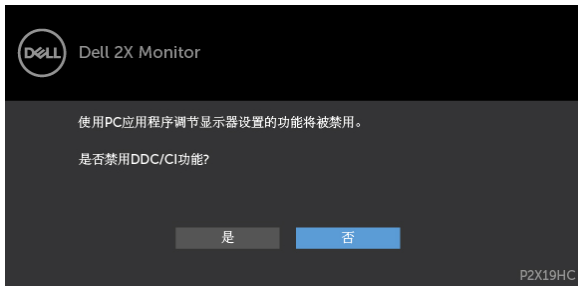 DELL
Dell 2X Monitor
使用PC应用程序调节显示器设置的功能将被禁用。
是否禁用DDC/CI功能?
是 否
P2X19HC